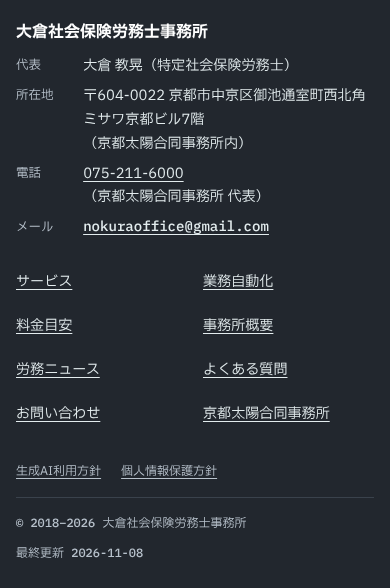 大倉社会保険労務士事務所
代表 大倉 教晃（特定社会保険労務士）
所在地 〒604-0022 京都市中京区御池通室町西北角
ミサワ京都ビル7階
（京都太陽合同事務所内）
電話 075-211-6000
（京都太陽合同事務所 代表）
メール nokuraoffice@gmail.com
サービス 業務自動化
料金目安 事務所概要
労務ニュース よくある質問
お問い合わせ 京都太陽合同事務所
生成AI利用方針 個人情報保護方針
© 2018–2026 大倉社会保険労務士事務所
最終更新 2026-11-08